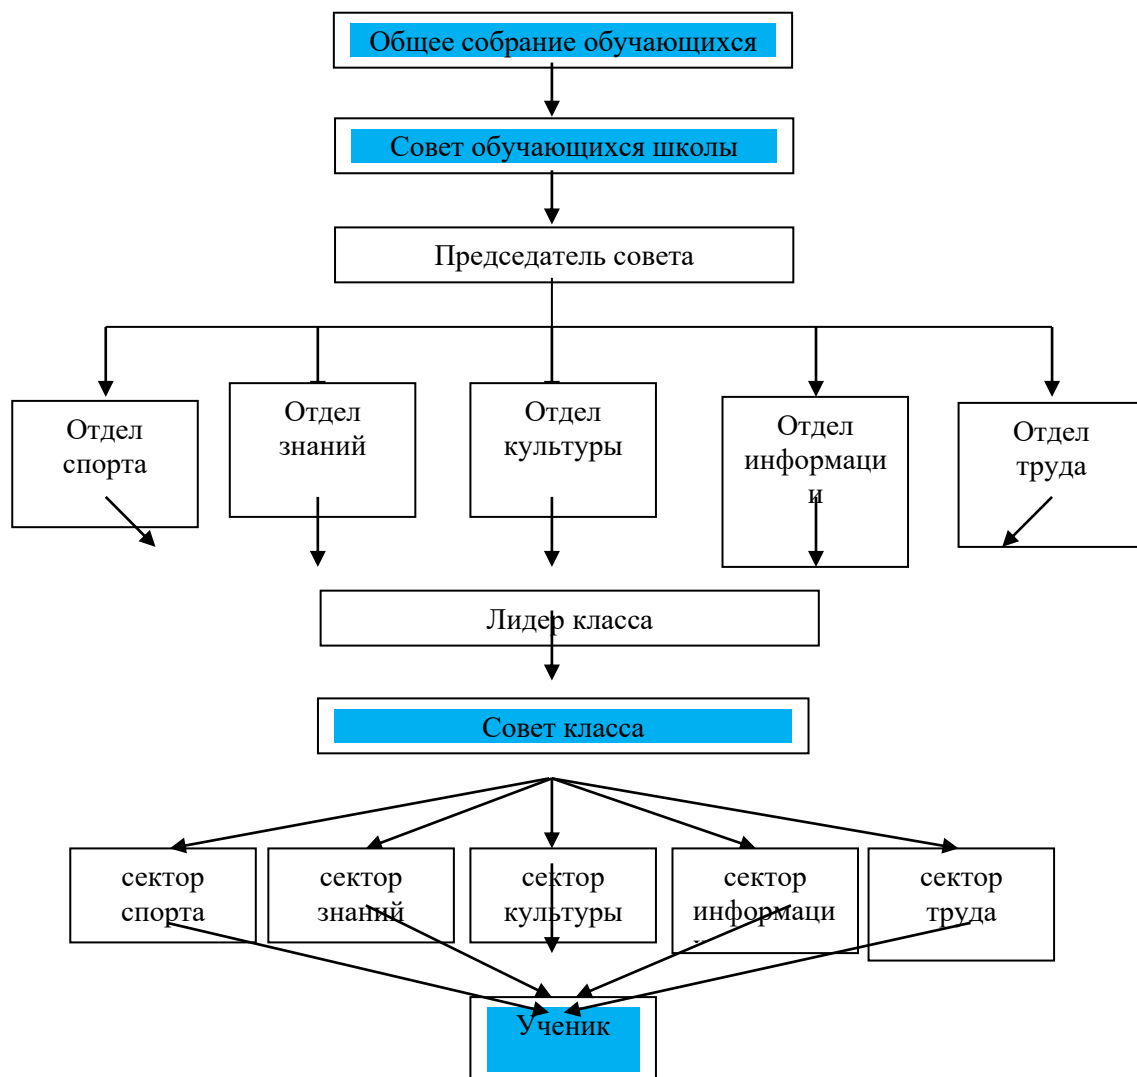 Общее собрание обучающихся
Совет обучающихся школы
Председатель совета
Отдел
спорта
Отдел
знаний
Отдел
культуры
Отдел
информаци
и
Отдел
труда
Лидер класса
Совет класса
сектор
спорта
сектор
знаний
сектор
культуры
сектор
информаци
сектор
труда
Ученик